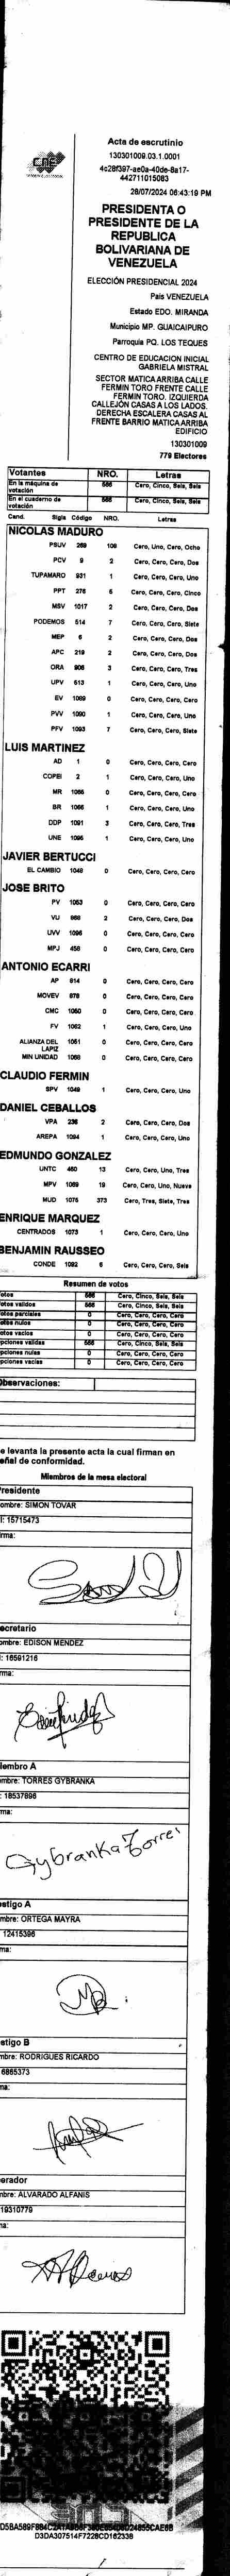 Acta de escrutinio
130301009.03.1.0001
4c28f397-ae0a-40de-8a17-
442711015083
28/07/2024 06:43:19 PM
CNE
PRESIDENTA O
PRESIDENTE DE LA
REPUBLICA
BOLIVARIANA DE
VENEZUELA
ELECCIÓN PRESIDENCIAL 2024
País VENEZUELA
Estado EDO. MIRANDA
Municipio MP. GUAICAIPURO
Parroquia PQ. LOS TEQUES
CENTRO DE EDUCACION INICIAL
GABRIELA MISTRAL
SECTOR MATICA ARRIBA CALLE
FERMIN TORO FRENTE CALLE
FERMIN TORO. IZQUIERDA
CALLEJÓN CASAS A LOS LADOS.
DERECHA ESCALERA CASAS AL
FRENTE BARRIO MATICA ARRIBA
EDIFICIO
130301009
779 Electores
Votantes NRO. Letras
En la máquina de votación 566 Cero, Cinco, Seis, Seis
En el cuaderno de votación 566 Cero, Cinco, Seis, Seis
Cand. Sigla Código NRO. Letras
NICOLAS MADURO
PSUV 269 108 Cero, Uno, Cero, Ocho
PCV 9 2 Cero, Cero, Cero, Dos
TUPAMARO 931 1 Cero, Cero, Cero, Uno
PPT 276 5 Cero, Cero, Cero, Cinco
MSV 1017 2 Cero, Cero, Cero, Dos
PODEMOS 514 7 Cero, Cero, Cero, Siete
MEP 6 2 Cero, Cero, Cero, Dos
APC 219 2 Cero, Cero, Cero, Dos
ORA 906 3 Cero, Cero, Cero, Tres
UPV 513 1 Cero, Cero, Cero, Uno
EV 1089 0 Cero, Cero, Cero, Cero
PVV 1090 1 Cero, Cero, Cero, Uno
PFV 1093 7 Cero, Cero, Cero, Siete
LUIS MARTINEZ
AD 1 0 Cero, Cero, Cero, Cero
COPEI 2 1 Cero, Cero, Cero, Uno
MR 1065 0 Cero, Cero, Cero, Cero
BR 1066 1 Cero, Cero, Cero, Uno
DDP 1091 3 Cero, Cero, Cero, Tres
UNE 1095 1 Cero, Cero, Cero, Uno
JAVIER BERTUCCI
EL CAMBIO 1048 0 Cero, Cero, Cero, Cero
JOSE BRITO
PV 1053 0 Cero, Cero, Cero, Cero
VU 868 2 Cero, Cero, Cero, Dos
UVV 1096 0 Cero, Cero, Cero, Cero
MPJ 456 0 Cero, Cero, Cero, Cero
ANTONIO ECARRI
AP 814 0 Cero, Cero, Cero, Cero
MOVEV 878 0 Cero, Cero, Cero, Cero
CMC 1050 0 Cero, Cero, Cero, Cero
FV 1062 1 Cero, Cero, Cero, Uno
ALIANZA DEL LAPIZ 1051 0 Cero, Cero, Cero, Cero
MIN UNIDAD 1088 0 Cero, Cero, Cero, Cero
CLAUDIO FERMIN
SPV 1049 1 Cero, Cero, Cero, Uno
DANIEL CEBALLOS
VPA 236 2 Cero, Cero, Cero, Dos
AREPA 1094 1 Cero, Cero, Cero, Uno
EDMUNDO GONZALEZ
UNTC 460 13 Cero, Cero, Uno, Tres
MPV 1069 19 Cero, Cero, Uno, Nueve
MUD 1075 373 Cero, Tres, Siete, Tres
ENRIQUE MARQUEZ
CENTRADOS 1073 1 Cero, Cero, Cero, Uno
BENJAMIN RAUSSEO
CONDE 1092 6 Cero, Cero, Cero, Seis
Resumen de votos
otos 566 Cero, Cinco, Seis, Seis
otos validos 566 Cero, Cinco, Seis, Seis
otos parciales 0 Cero, Cero, Cero, Cero
otos nulos 0 Cero, Cero, Cero, Cero
otos vacios 0 Cero, Cero, Cero, Cero
pciones validas 566 Cero, Cinco, Seis, Seis
pciones nulas 0 Cero, Cero, Cero, Cero
pciones vacias 0 Cero, Cero, Cero, Cero
bservaciones:
e levanta la presente acta la cual firman en
eñal de conformidad.
Miembros de la mesa electoral
residente
ombre: SIMON TOVAR
I: 15715473
rma:
ecretario
ombre: EDISON MENDEZ
: 16591216
rma:
iembro A
mbre: TORRES GYBRANKA
: 18537896
ma:
Gybranka Torres
estigo A
mbre: ORTEGA MAYRA
12415396
ma:
stigo B
mbre: RODRIGUES RICARDO
6865373
ma:
erador
bre: ALVARADO ALFANIS
19310779
a:
D3DA307514F7228CD162338